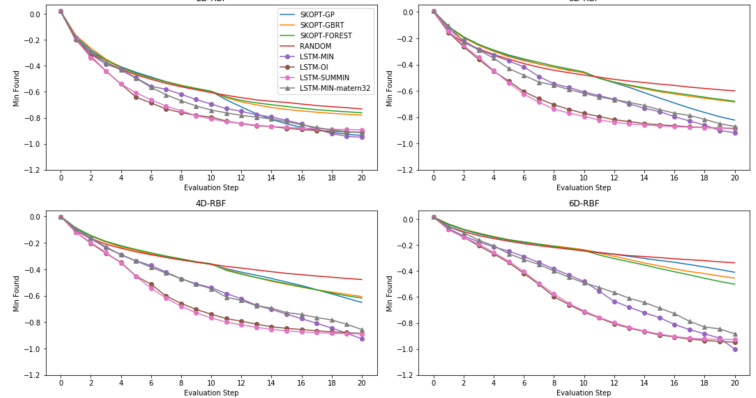 2D-RBF
3D-RBF
0.0
−0.2
−0.4
−0.6
−0.8
−1.0
−1.2
Min Found
SKOPT-GP
SKOPT-GBRT
SKOPT-FOREST
RANDOM
LSTM-MIN
LSTM-OI
LSTM-SUMMIN
LSTM-MIN-matern32
0 2 4 6 8 10 12 14 16 18 20
Evaluation Step
0.0
−0.2
−0.4
−0.6
−0.8
−1.0
−1.2
Min Found
0 2 4 6 8 10 12 14 16 18 20
Evaluation Step
4D-RBF
0.0
−0.2
−0.4
−0.6
−0.8
−1.0
−1.2
Min Found
0 2 4 6 8 10 12 14 16 18 20
Evaluation Step
6D-RBF
0.0
−0.2
−0.4
−0.6
−0.8
−1.0
−1.2
Min Found
0 2 4 6 8 10 12 14 16 18 20
Evaluation Step